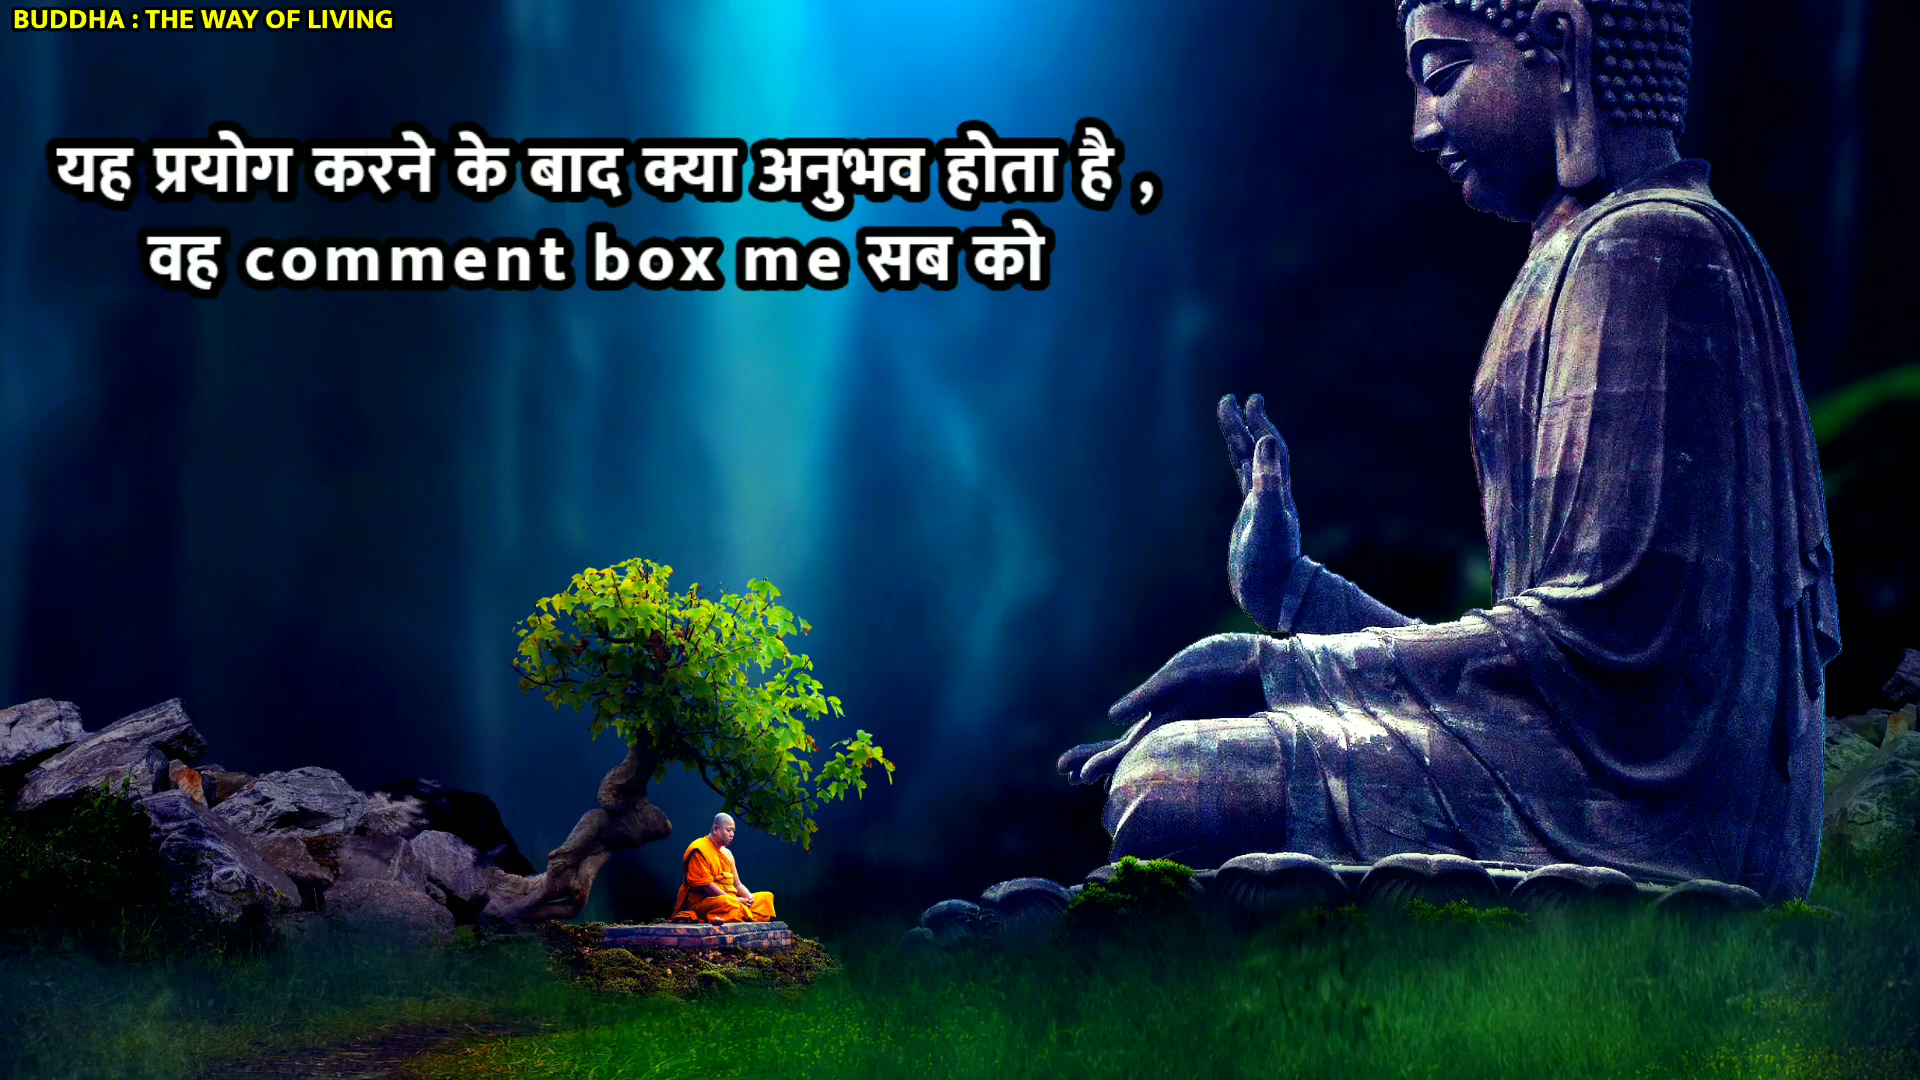 BUDDHA : THE WAY OF LIVING
यह प्रयोग करने के बाद क्या अनुभव होता है ,
वह comment box me सब को